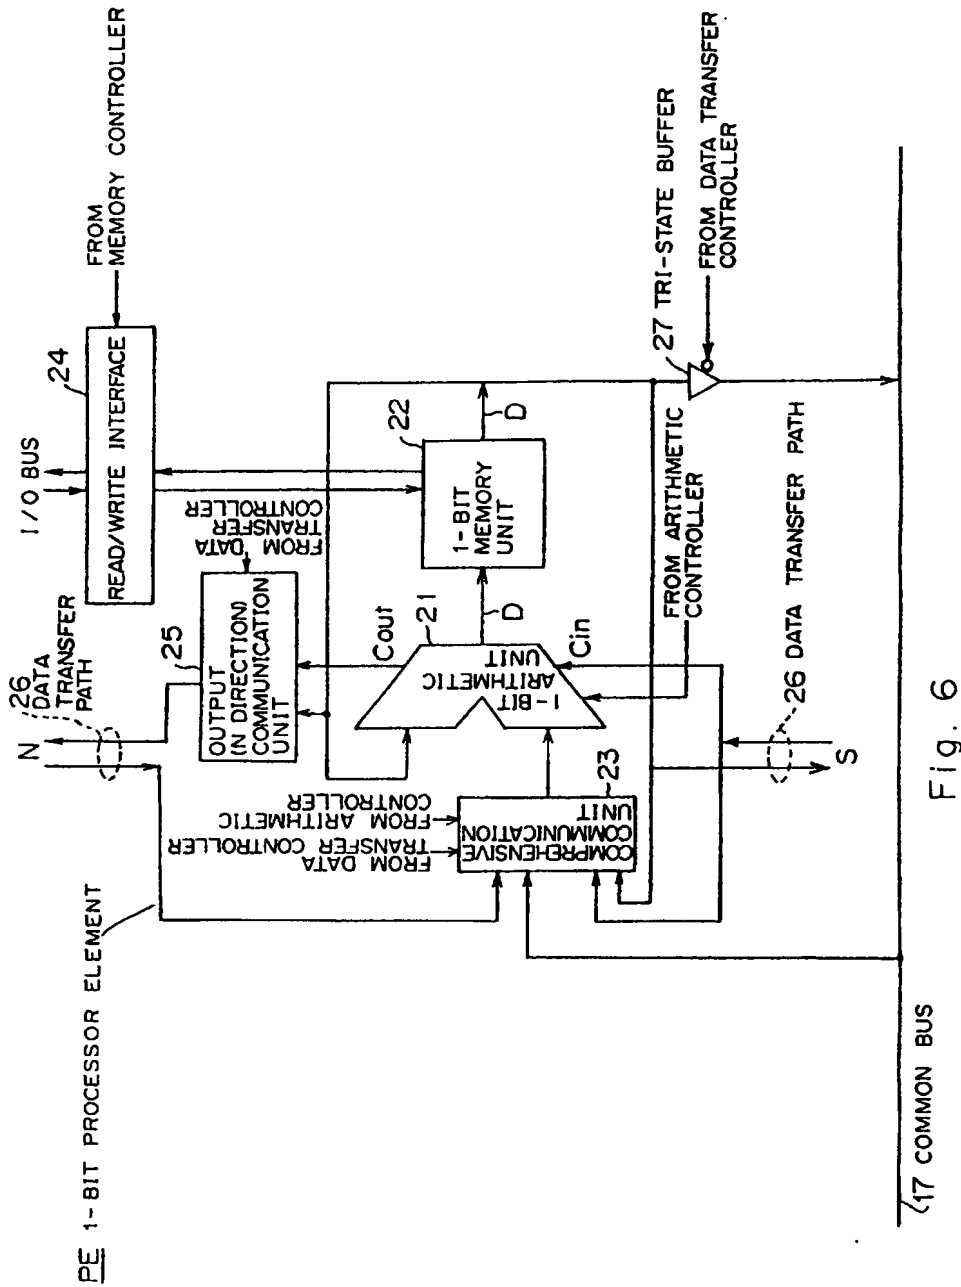 PE 1-BIT PROCESSOR ELEMENT
26
DATA
TRANSFER
PATH
N
I/O BUS
FROM
MEMORY CONTROLLER
24
READ/WRITE INTERFACE
25
OUTPUT
(N DIRECTION)
COMMUNICATION
UNIT
FROM DATA
TRANSFER
CONTROLLER
FROM DATA
TRANSFER CONTROLLER
FROM ARITHMETIC
CONTROLLER
Cout
21
1-BIT
ARITHMETIC
UNIT
Cin
D
22
1-BIT
MEMORY
UNIT
D
COMPREHENSIVE
COMMUNICATION
UNIT
23
27 TRI-STATE BUFFER
FROM DATA TRANSFER
CONTROLLER
FROM ARITHMETIC
CONTROLLER
26 DATA TRANSFER PATH
S
17 COMMON BUS
Fig. 6